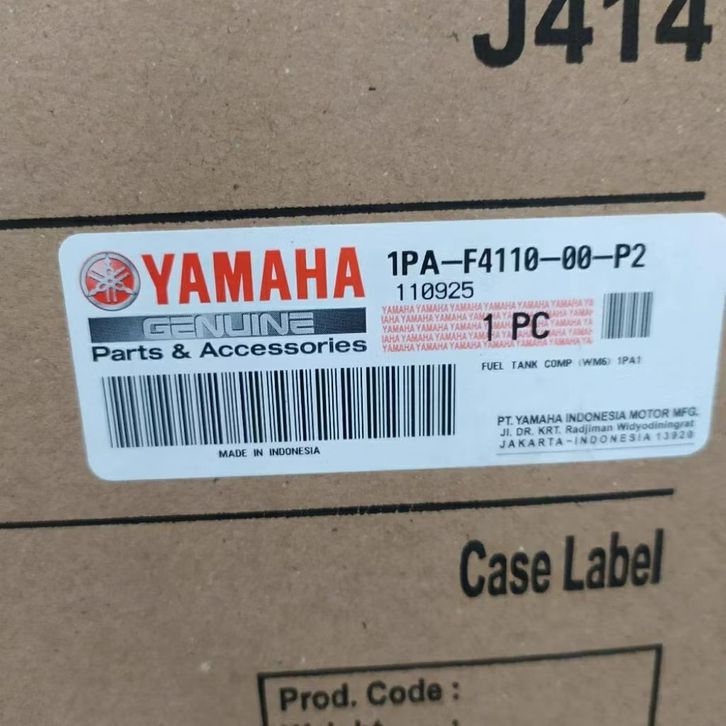 J414
YAMAHA
GENUINE
Parts & Accessories
1PA-F4110-00-P2
110925
1 PC
FUEL TANK COMP (WM6) 1PA1
MADE IN INDONESIA
PT. YAMAHA INDONESIA MOTOR MFG.
Jl. DR. KRT. Radjiman Widyodiningrat
JAKARTA-INDONESIA 13920
Case Label
Prod. Code :